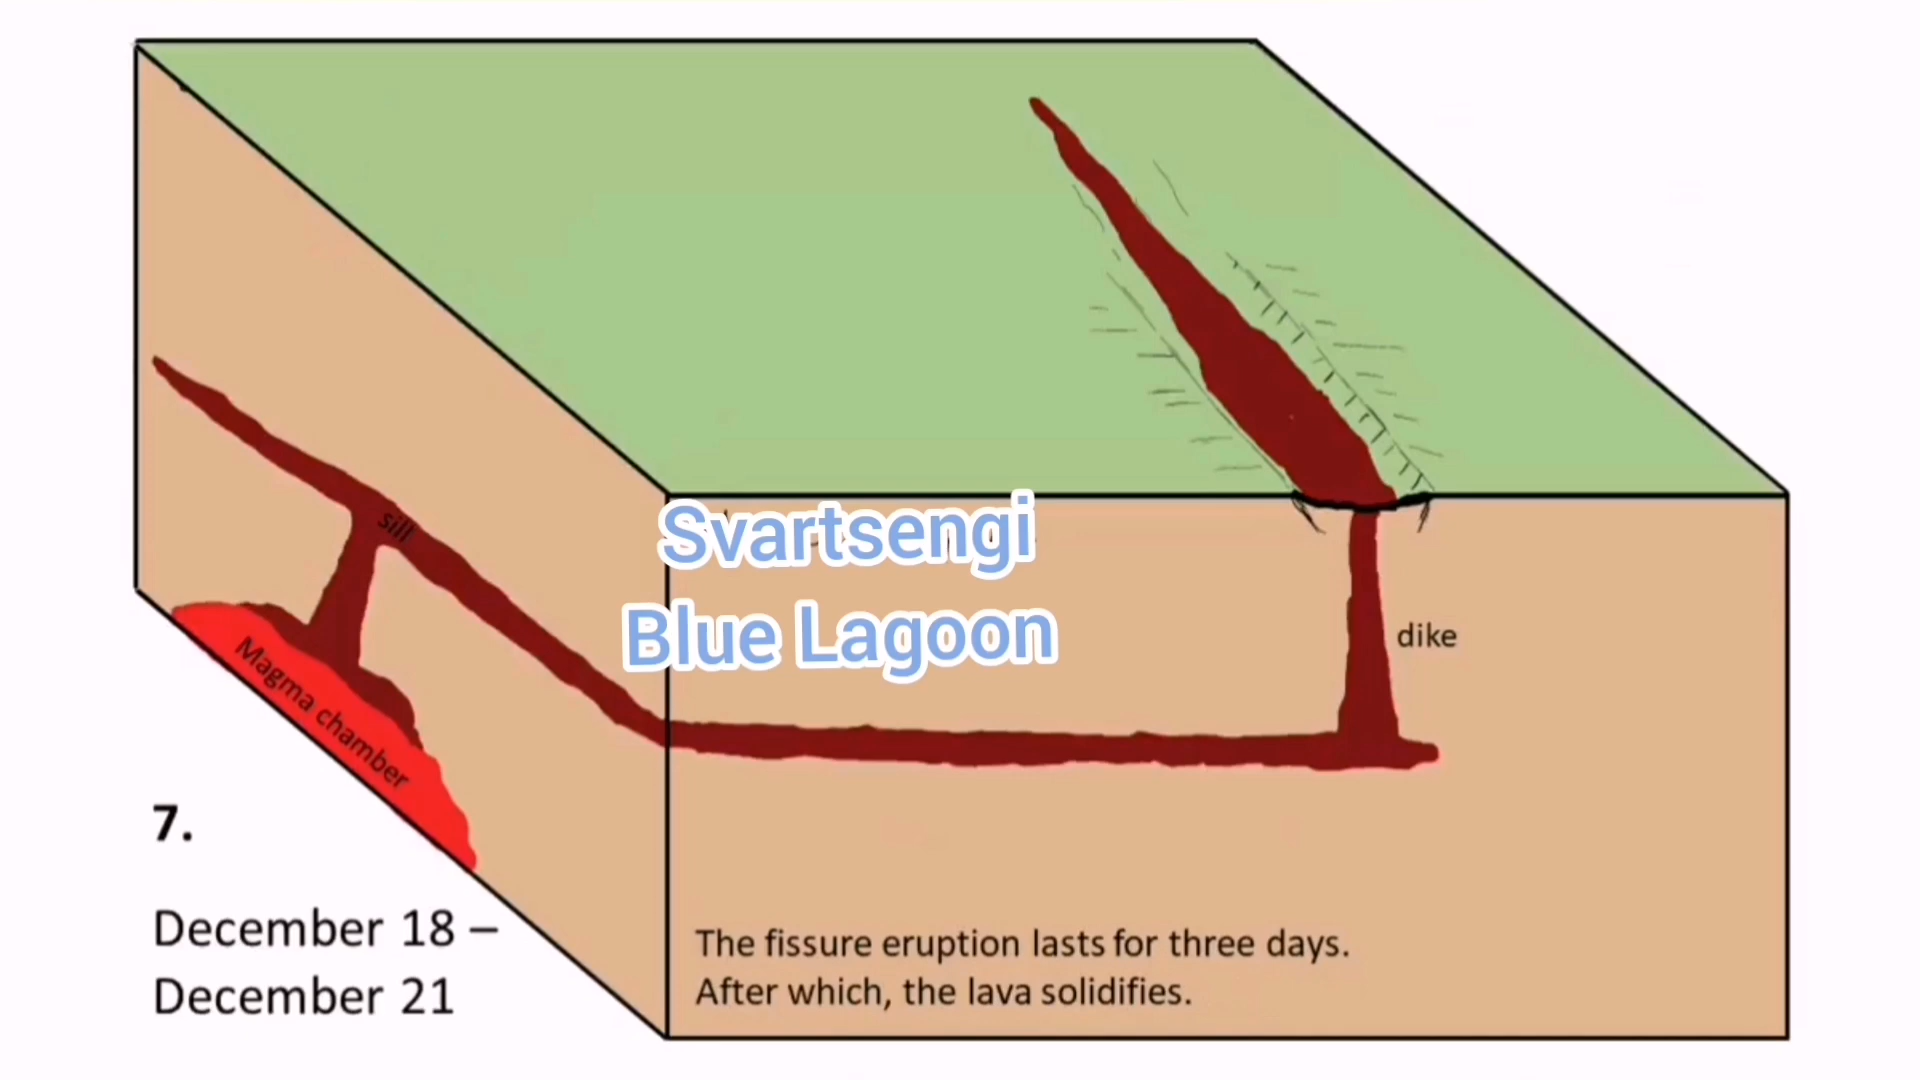 sill
Svartsengi
Blue Lagoon
dike
Magma chamber
7.
December 18 –
December 21
The fissure eruption lasts for three days.
After which, the lava solidifies.